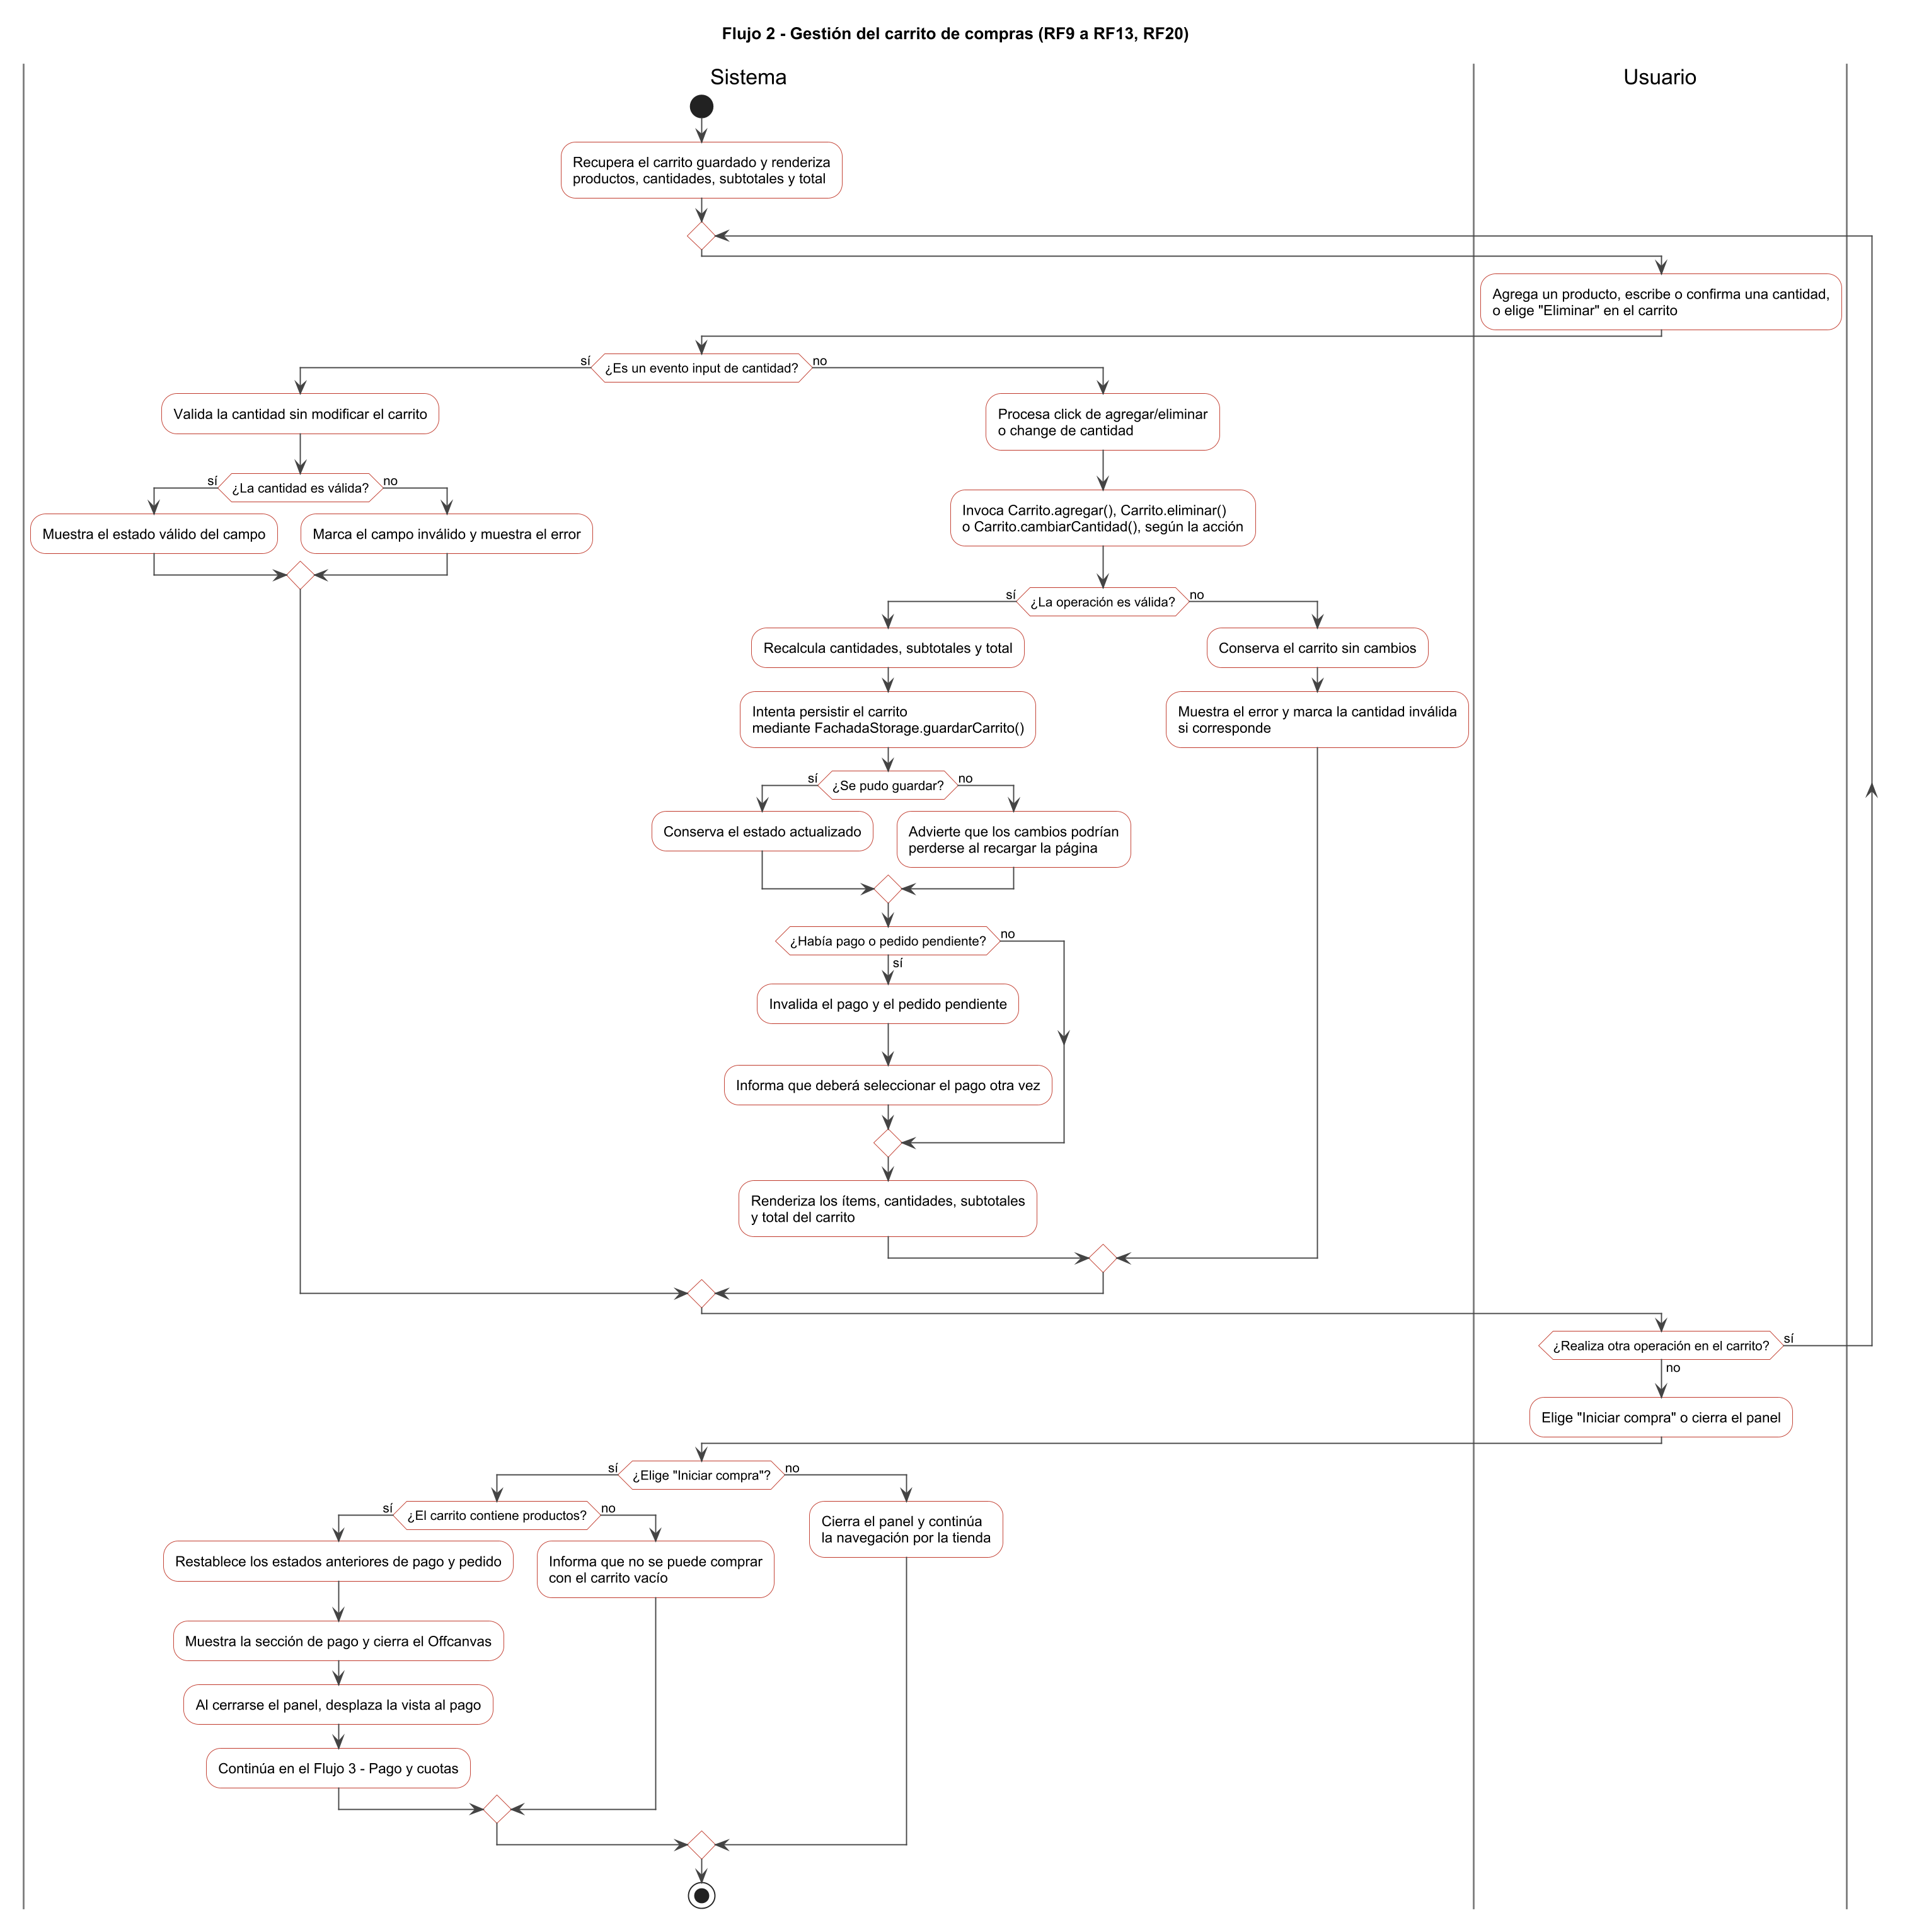 Flujo 2 - Gestión del carrito de compras (RF9 a RF13, RF20)
Sistema
Usuario
Recupera el carrito guardado y renderiza
productos, cantidades, subtotales y total
Agrega un producto, escribe o confirma una cantidad,
o elige "Eliminar" en el carrito
sí
¿Es un evento input de cantidad?
no
Valida la cantidad sin modificar el carrito
sí
¿La cantidad es válida?
no
Muestra el estado válido del campo
Marca el campo inválido y muestra el error
Procesa click de agregar/eliminar
o change de cantidad
Invoca Carrito.agregar(), Carrito.eliminar()
o Carrito.cambiarCantidad(), según la acción
sí
¿La operación es válida?
no
Recalcula cantidades, subtotales y total
Conserva el carrito sin cambios
Intenta persistir el carrito
mediante FachadaStorage.guardarCarrito()
Muestra el error y marca la cantidad inválida
si corresponde
sí
¿Se pudo guardar?
no
Conserva el estado actualizado
Advierte que los cambios podrían
perderse al recargar la página
¿Había pago o pedido pendiente?
no
sí
Invalida el pago y el pedido pendiente
Informa que deberá seleccionar el pago otra vez
Renderiza los ítems, cantidades, subtotales
y total del carrito
¿Realiza otra operación en el carrito?
sí
no
Elige "Iniciar compra" o cierra el panel
sí
¿Elige "Iniciar compra"?
no
sí
¿El carrito contiene productos?
no
Cierra el panel y continúa
la navegación por la tienda
Restablece los estados anteriores de pago y pedido
Informa que no se puede comprar
con el carrito vacío
Muestra la sección de pago y cierra el Offcanvas
Al cerrarse el panel, desplaza la vista al pago
Continúa en el Flujo 3 - Pago y cuotas